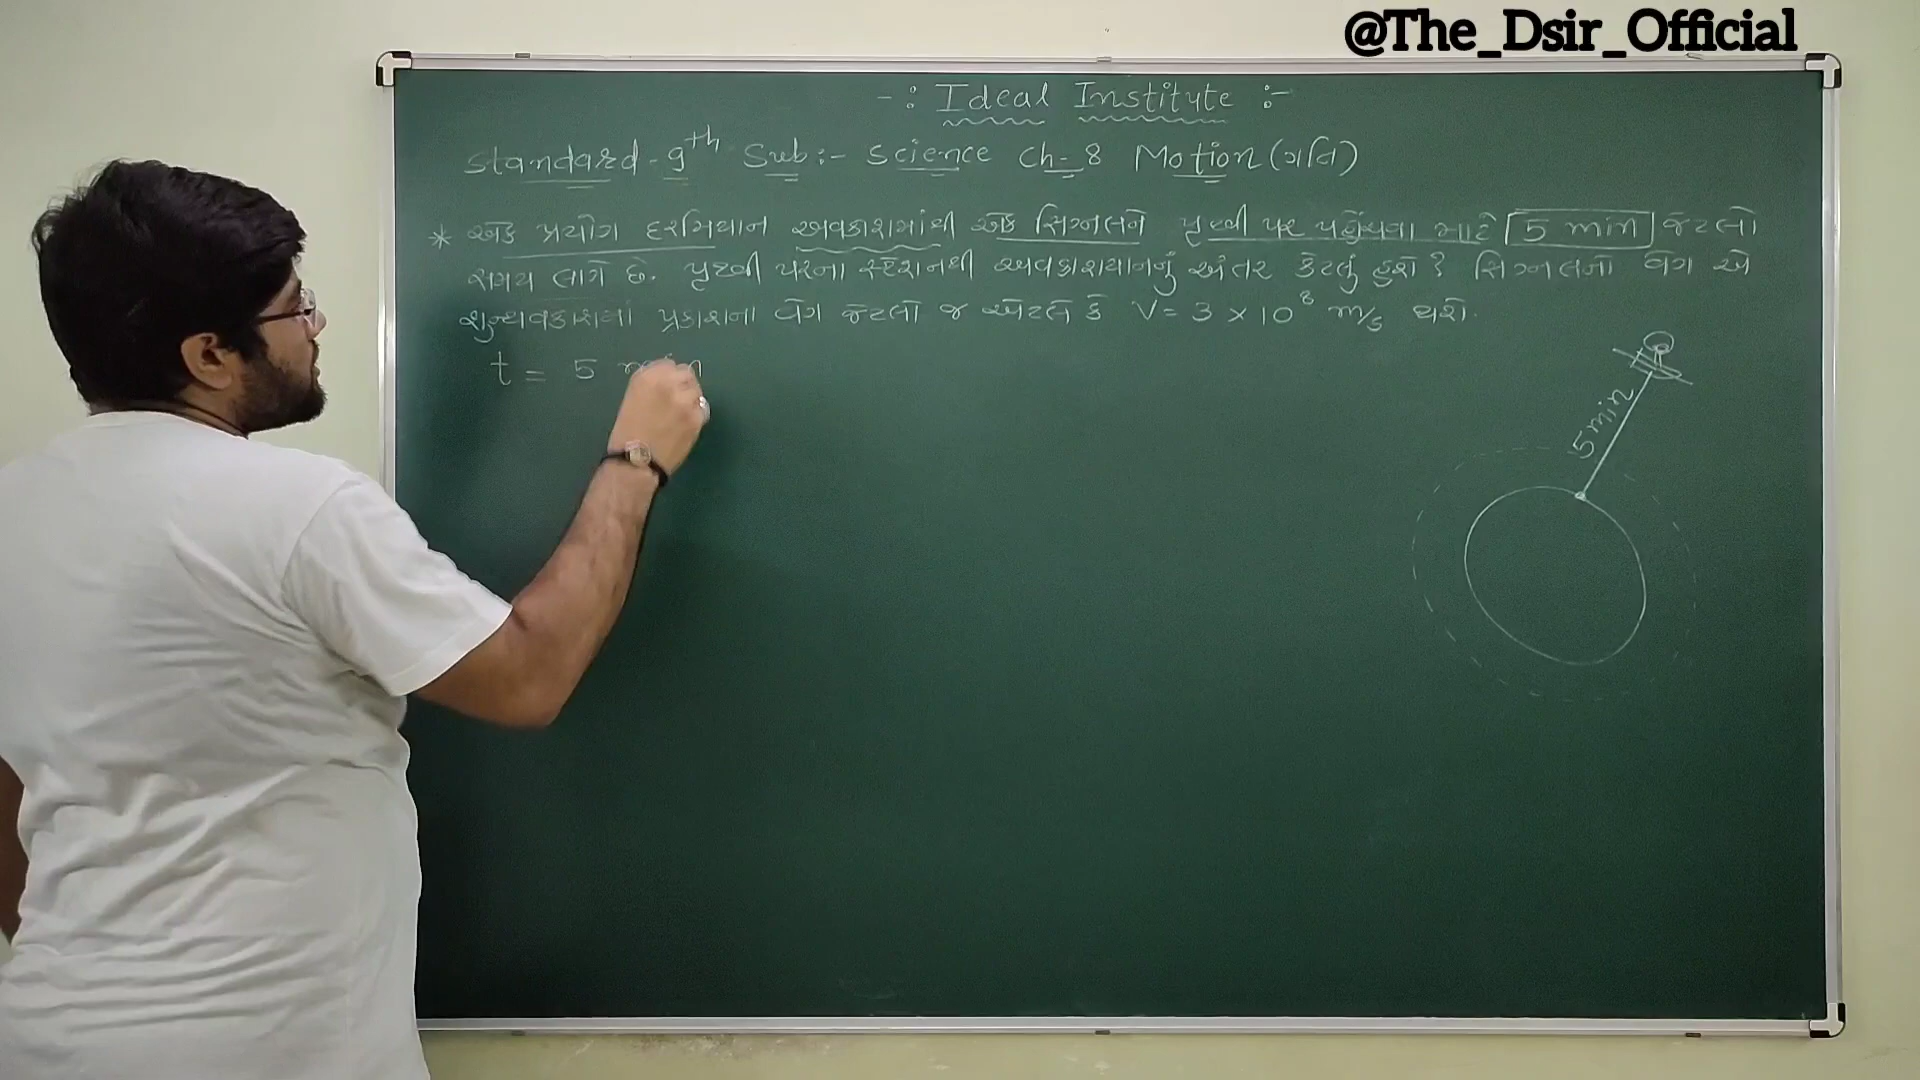 @The_Dsir_Official
-: Ideal Institute :-
Standard-9th Sub:- Science Ch-8 Motion (ગતિ)
* એક પ્રયોગ દરમિયાન અવકાશમાંથી એક સિગ્નલને પૃથ્વી પર પહોંચવા માટે 5 min જેટલો
સમય લાગે છે. પૃથ્વી પરના સ્ટેશનથી અવકાશયાનનું અંતર કેટલું હશે? સિગ્નલનો વેગ એ
શૂન્યવકાશમાં પ્રકાશના વેગ જેટલો જ એટલે કે V = 3 × 10⁸ m/s થશે.
t = 5 min
5 min